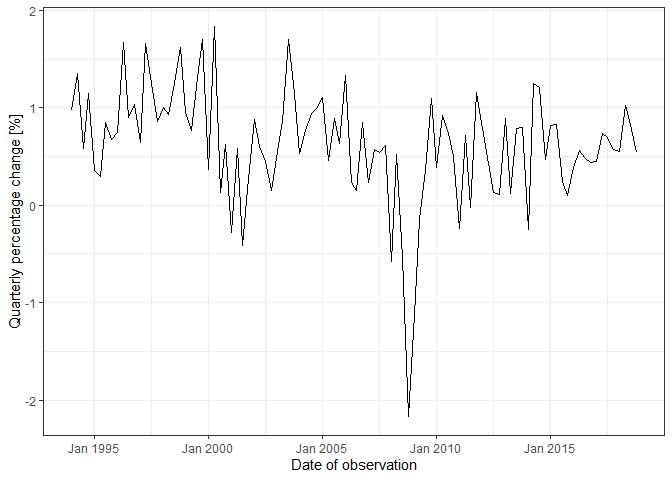 Quarterly percentage change [%]
2
1
0
-1
-2
Jan 1995 Jan 2000 Jan 2005 Jan 2010 Jan 2015
Date of observation